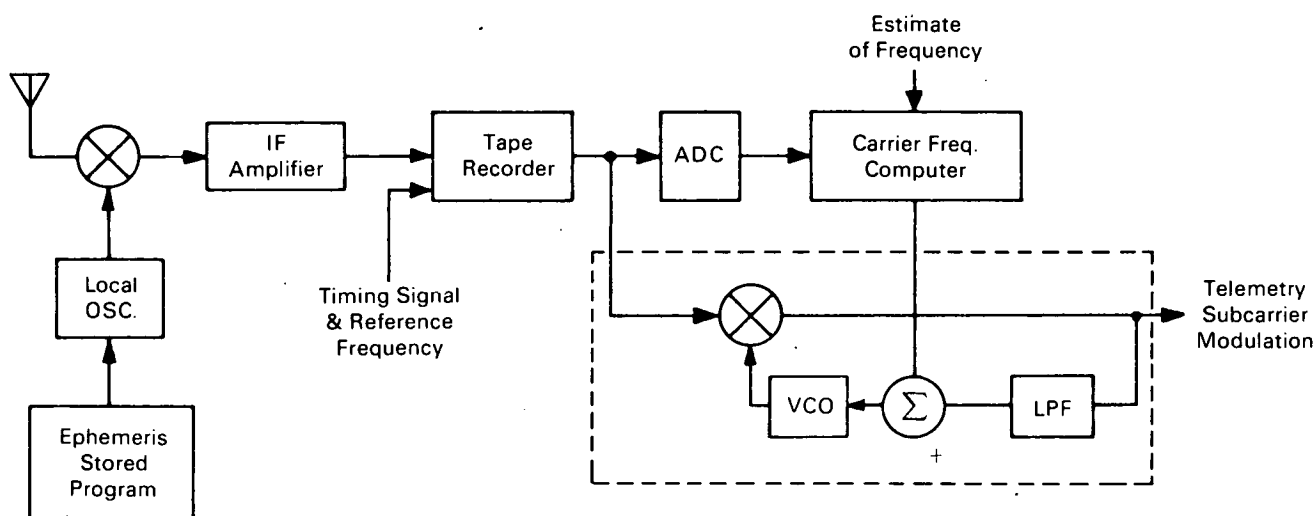 Estimate
of Frequency
IF
Amplifier
Tape
Recorder
ADC
Carrier Freq.
Computer
Local
OSC.
Timing Signal
& Reference
Frequency
Telemetry
Subcarrier
Modulation
VCO
Σ
LPF
+
Ephemeris
Stored
Program